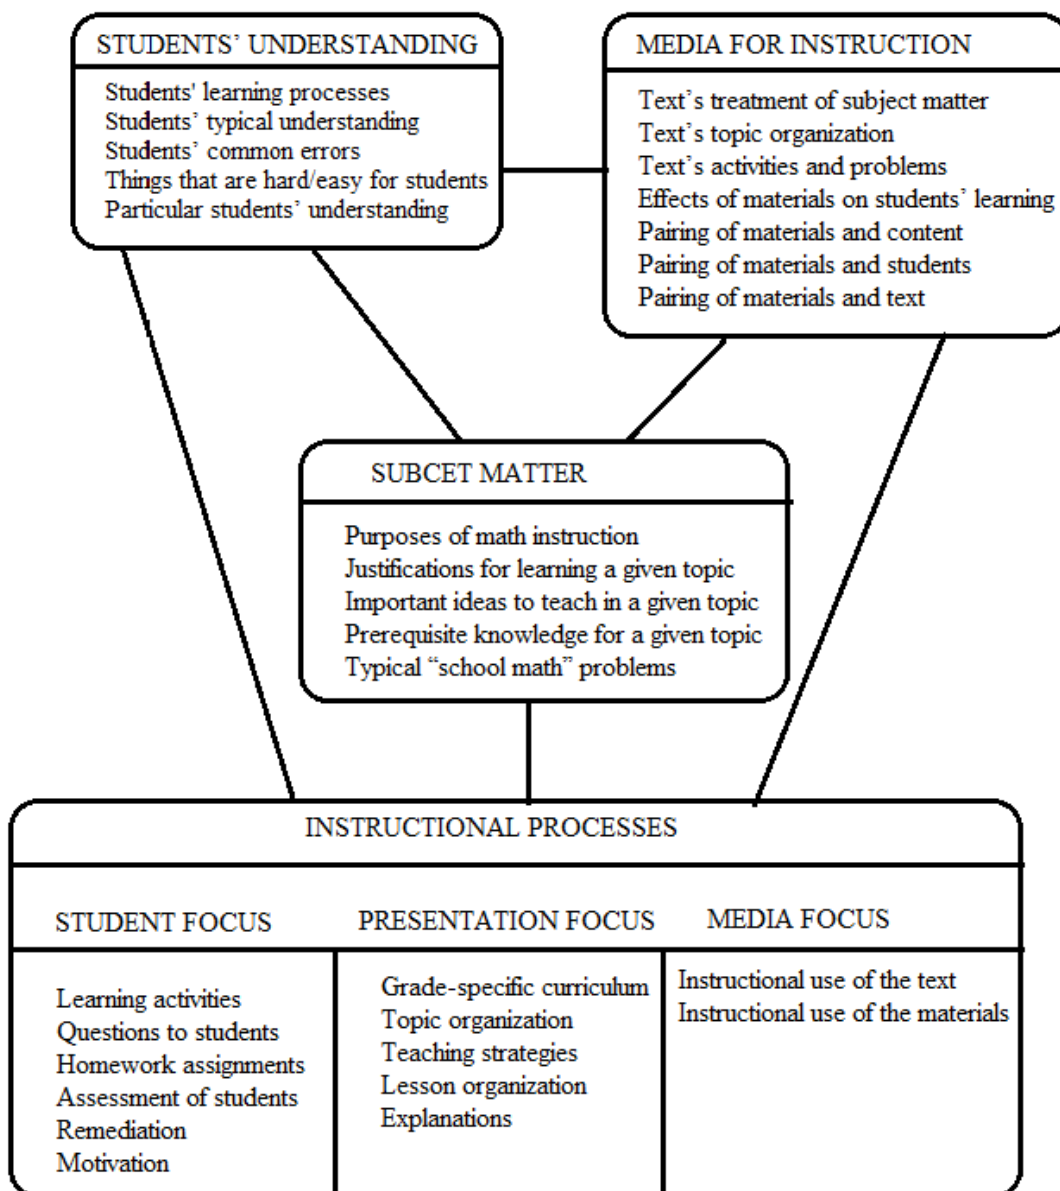 STUDENTS’ UNDERSTANDING
Students' learning processes
Students’ typical understanding
Students’ common errors
Things that are hard/easy for students
Particular students’ understanding
MEDIA FOR INSTRUCTION
Text’s treatment of subject matter
Text’s topic organization
Text’s activities and problems
Effects of materials on students’ learning
Pairing of materials and content
Pairing of materials and students
Pairing of materials and text
SUBCET MATTER
Purposes of math instruction
Justifications for learning a given topic
Important ideas to teach in a given topic
Prerequisite knowledge for a given topic
Typical “school math” problems
INSTRUCTIONAL PROCESSES
STUDENT FOCUS
Learning activities
Questions to students
Homework assignments
Assessment of students
Remediation
Motivation
PRESENTATION FOCUS
Grade-specific curriculum
Topic organization
Teaching strategies
Lesson organization
Explanations
MEDIA FOCUS
Instructional use of the text
Instructional use of the materials